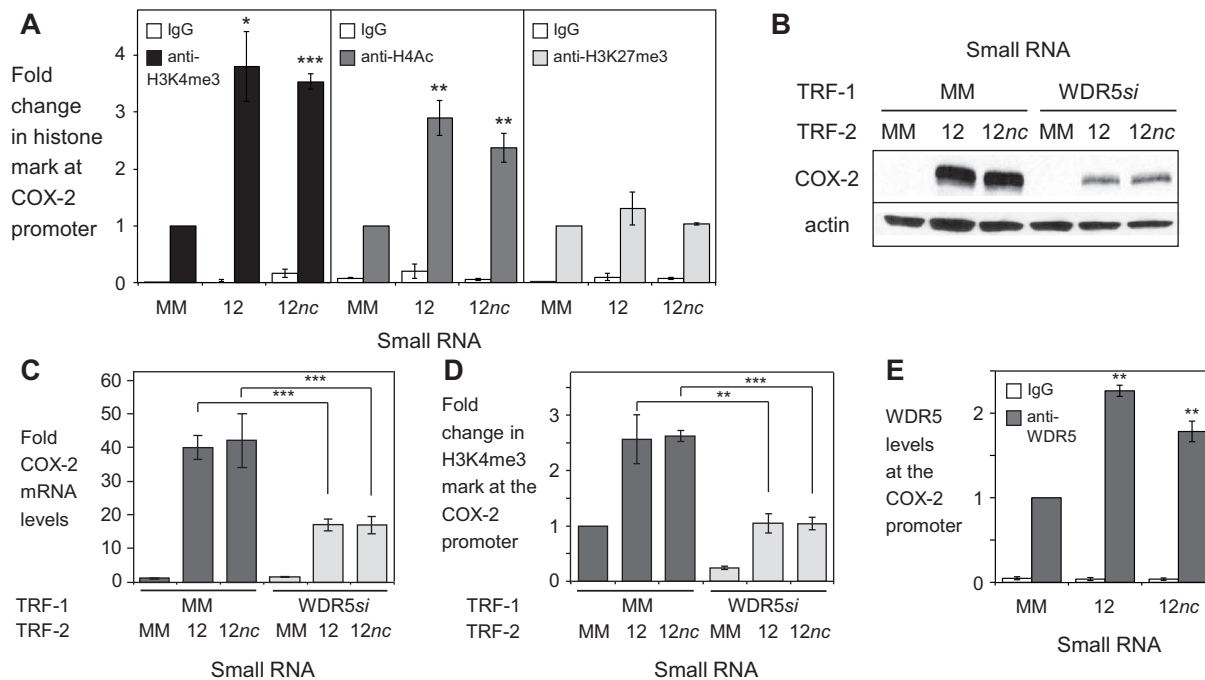 A
Fold
change
in histone
mark at
COX-2
promoter
4
3
2
1
0
IgG
anti-
H3K4me3
*
***
IgG
anti-H4Ac
**
**
IgG
anti-H3K27me3
MM 12 12nc MM 12 12nc MM 12 12nc
Small RNA
B
Small RNA
TRF-1 MM WDR5si
TRF-2 MM 12 12nc MM 12 12nc
COX-2
actin
C
Fold
COX-2
mRNA
levels
60
50
40
30
20
10
0
***
***
TRF-1 MM WDR5si
TRF-2 MM 12 12nc MM 12 12nc
Small RNA
D
Fold
change in
H3K4me3
mark at the
COX-2
promoter
3
2
1
0
***
**
TRF-1 MM WDR5si
TRF-2 MM 12 12nc MM 12 12nc
Small RNA
E
WDR5
levels
at the
COX-2
promoter
2
1
0
IgG
anti-
WDR5
**
**
MM 12 12nc
Small RNA